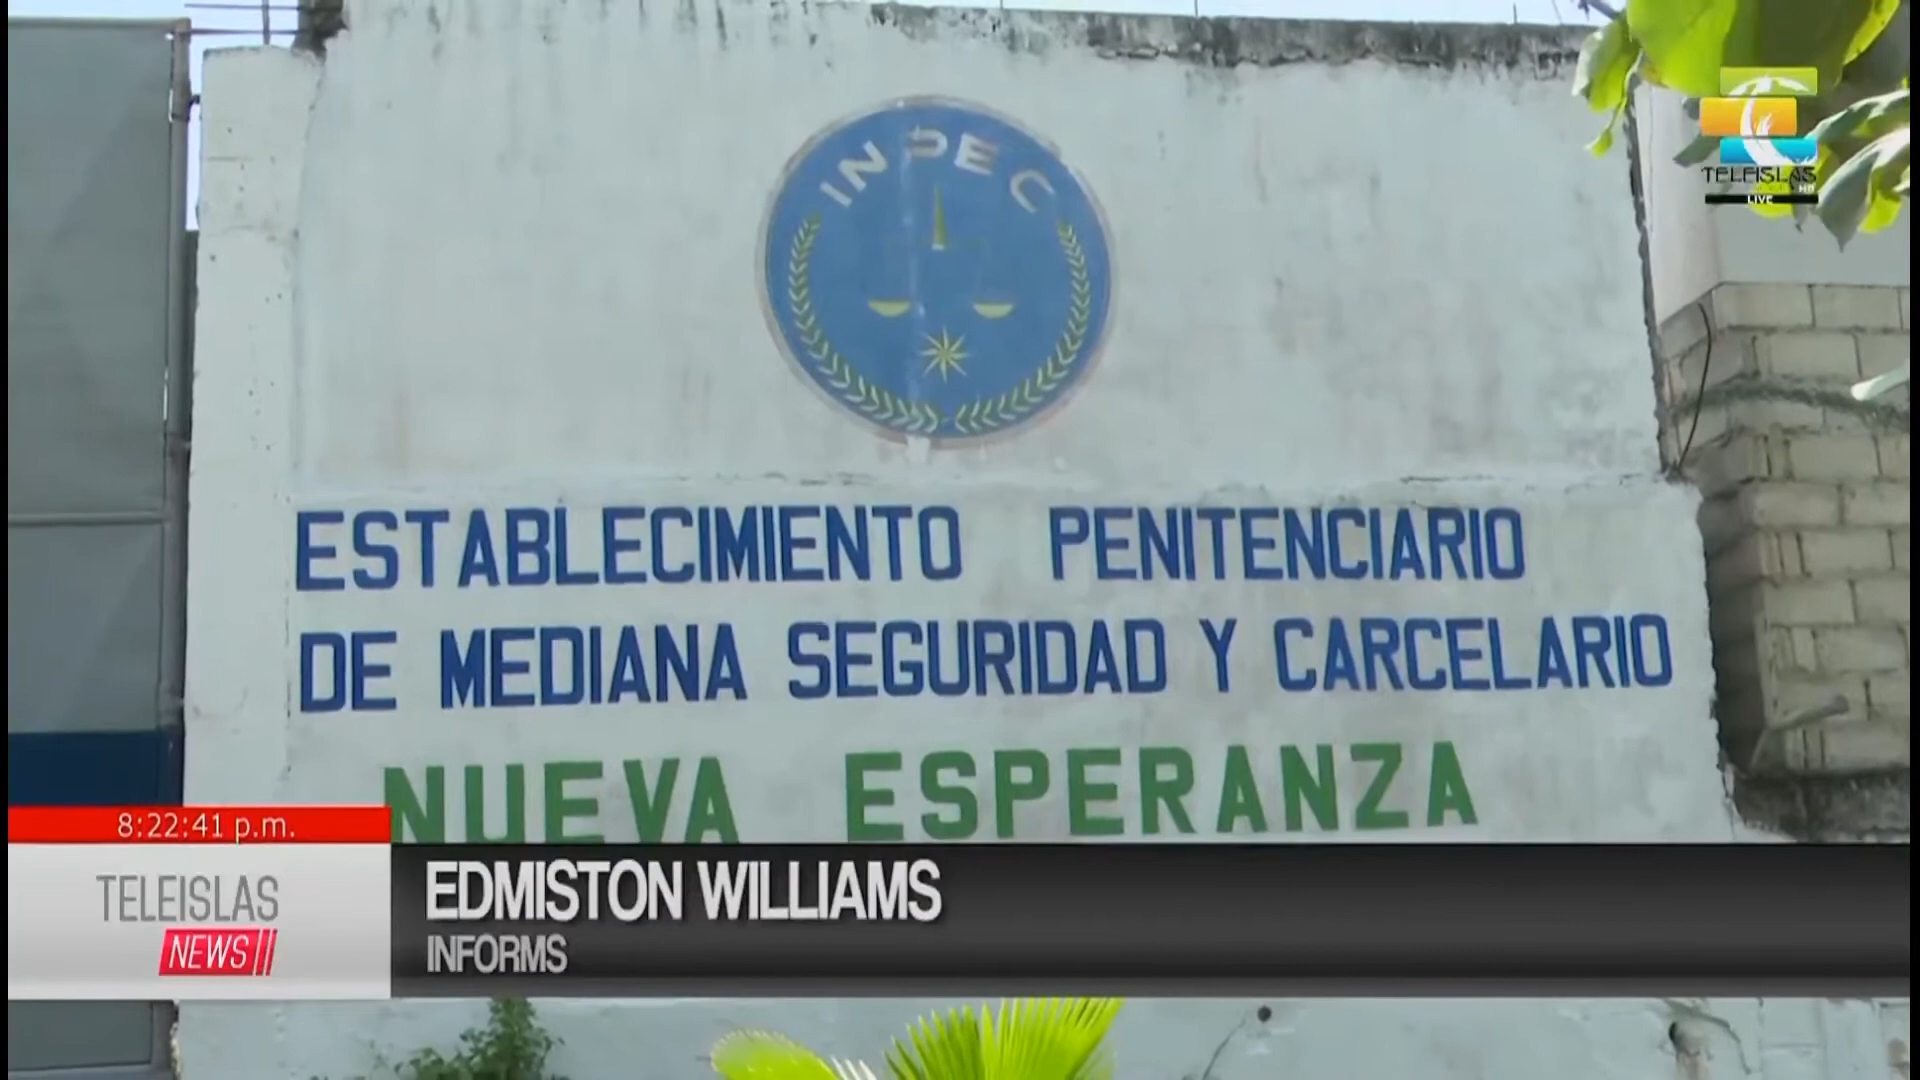 INPEC
TELEISLAS
HD
LIVE
ESTABLECIMIENTO PENITENCIARIO
DE MEDIANA SEGURIDAD Y CARCELARIO
NUEVA ESPERANZA
8:22:41 p.m.
TELEISLAS
NEWS
EDMISTON WILLIAMS
INFORMS